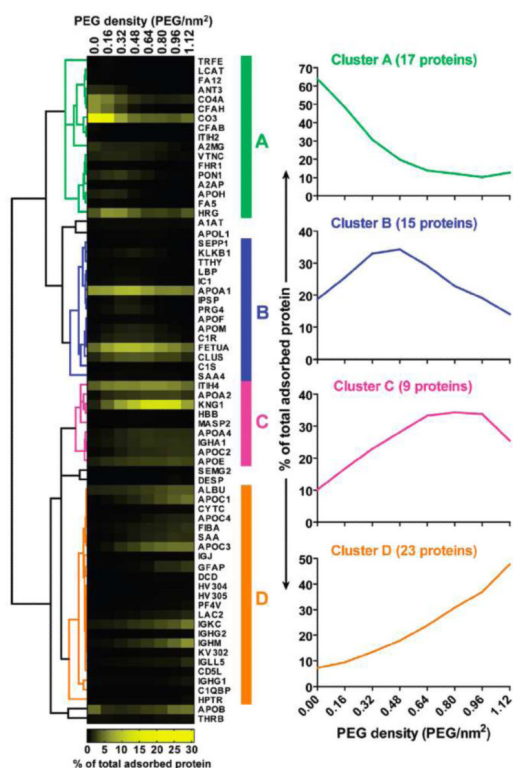 PEG density (PEG/nm²)
0.0
0.16
0.32
0.48
0.64
0.80
0.96
1.12
TRFE
LCAT
FA12
ANT3
CO4A
CFAH
CO3
CFAB
ITIH2
A2MG
VTNC
FHR1
PON1
A2AP
APOH
FA5
HRG
A1AT
APOL1
SEPP1
KLKB1
TTHY
LBP
IC1
APOA1
IPSP
PRG4
APOF
APOM
C1R
FETUA
CLUS
C1S
SAA4
ITIH4
APOA2
KNG1
HBB
MASP2
APOA4
IGHA1
APOC2
APOE
SEMG2
DESP
ALBU
APOC1
CYTC
APOC4
FIBA
SAA
APOC3
IGJ
GFAP
DCD
HV304
HV305
PF4V
LAC2
IGKC
IGHG2
IGHM
KV302
IGLL5
CD5L
IGHG1
C1QBP
HPTR
APOB
THRB
A
B
C
D
0 5 10 15 20 25 30
% of total adsorbed protein
Cluster A (17 proteins)
70
60
50
40
30
20
10
0
Cluster B (15 proteins)
40
30
20
10
0
Cluster C (9 proteins)
40
30
20
10
0
Cluster D (23 proteins)
50
40
30
20
10
0
% of total adsorbed protein
0.00
0.16
0.32
0.48
0.64
0.80
0.96
1.12
PEG density (PEG/nm²)